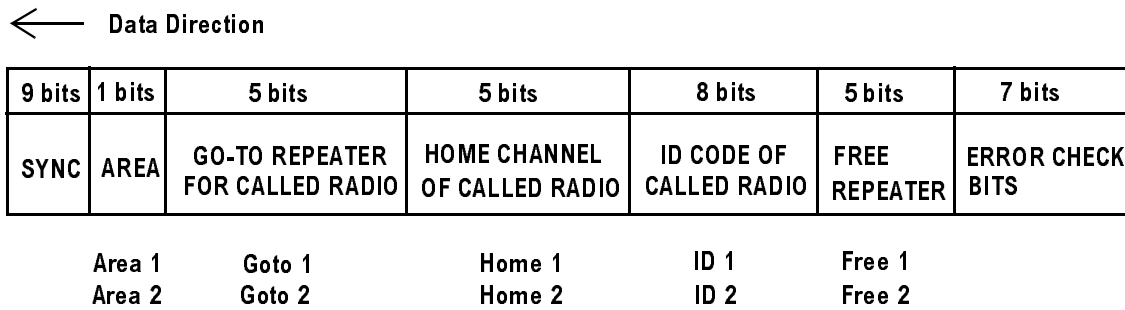 Data Direction
9 bits 1 bits 5 bits 5 bits 8 bits 5 bits 7 bits
SYNC AREA GO-TO REPEATER FOR CALLED RADIO HOME CHANNEL OF CALLED RADIO ID CODE OF CALLED RADIO FREE REPEATER ERROR CHECK BITS
Area 1 Goto 1 Home 1 ID 1 Free 1
Area 2 Goto 2 Home 2 ID 2 Free 2